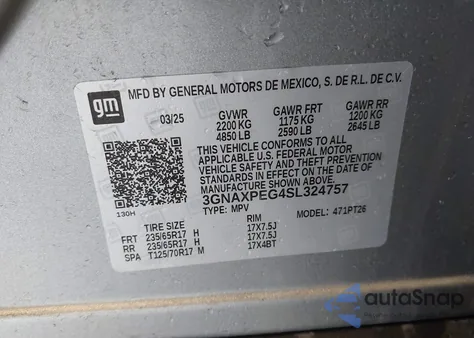 gm
MFD BY GENERAL MOTORS DE MEXICO, S. DE R.L. DE C.V.
03/25 GVWR GAWR FRT GAWR RR
2200 KG 1175 KG 1200 KG
4850 LB 2590 LB 2645 LB
THIS VEHICLE CONFORMS TO ALL
APPLICABLE U.S. FEDERAL MOTOR
VEHICLE SAFETY AND THEFT PREVENTION
STANDARDS IN EFFECT ON THE DATE
OF MANUFACTURE SHOWN ABOVE.
3GNAXPEG4SL324757
130H TYPE: MPV MODEL: 471PT26
TIRE SIZE RIM
FRT 235/65R17 H 17X7.5J
RR 235/65R17 H 17X7.5J
SPA T125/70R17 M 17X4BT
autoSnap